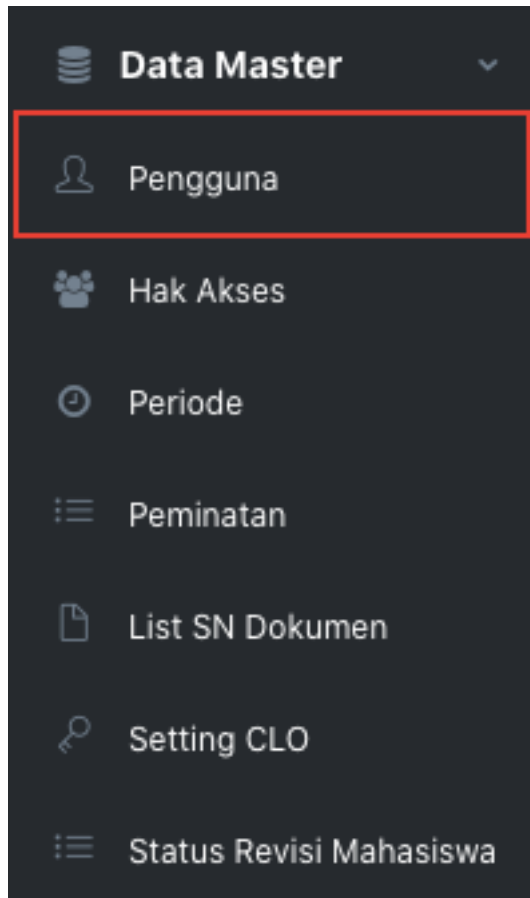 Data Master
Pengguna
Hak Akses
Periode
Peminatan
List SN Dokumen
Setting CLO
Status Revisi Mahasiswa